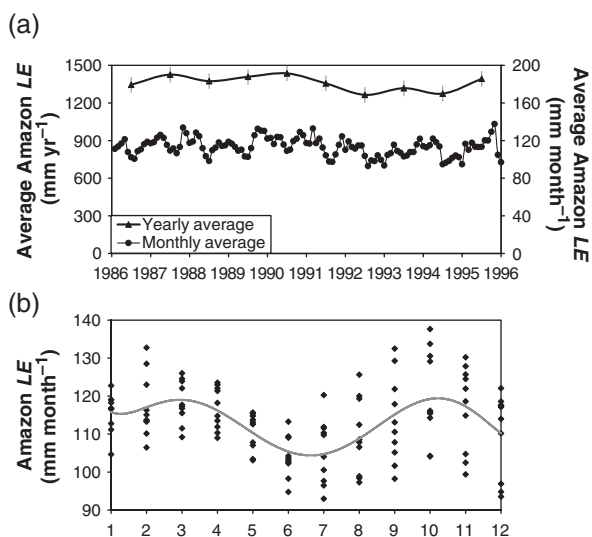 (a)
Average Amazon LE
(mm yr⁻¹)
1500
1200
900
600
300
0
200
160
120
80
40
0
Average Amazon LE
(mm month⁻¹)
Yearly average
Monthly average
1986 1987 1988 1989 1990 1991 1992 1993 1994 1995 1996
(b)
Amazon LE
(mm month⁻¹)
140
130
120
110
100
90
1 2 3 4 5 6 7 8 9 10 11 12